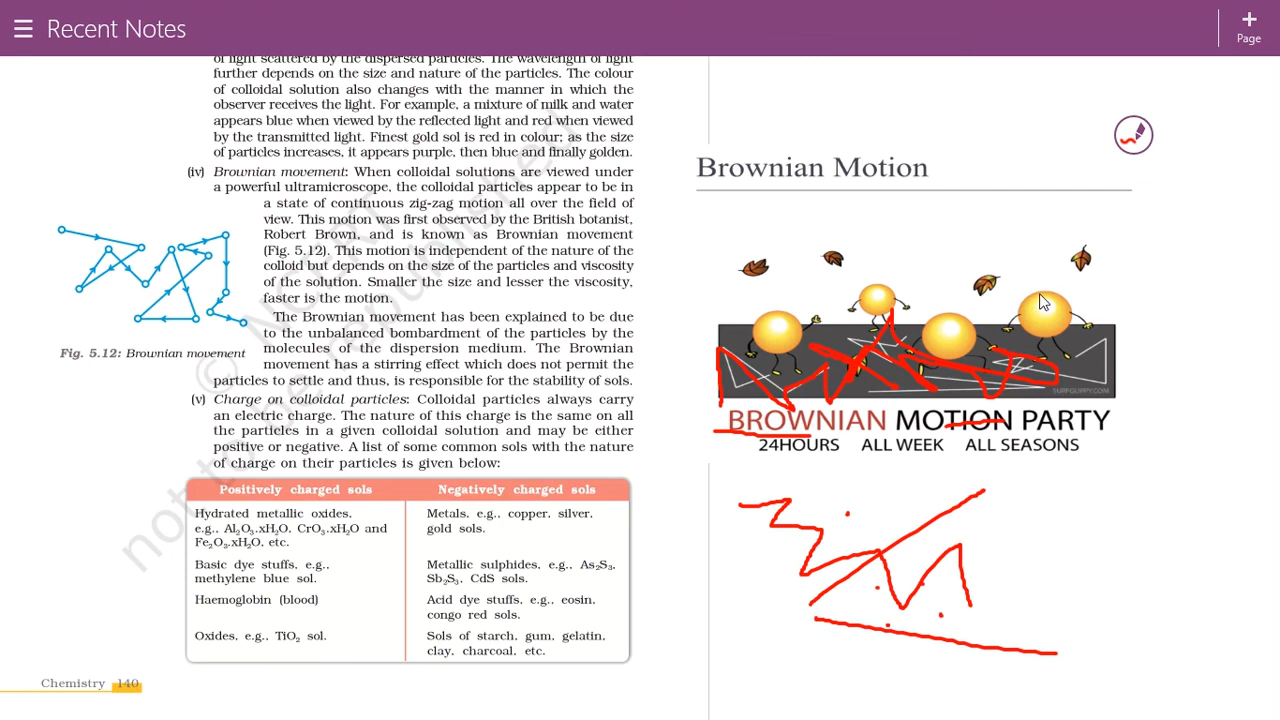 Recent Notes
Page
of light scattered by the dispersed particles. The wavelength of light
further depends on the size and nature of the particles. The colour
of colloidal solution also changes with the manner in which the
observer receives the light. For example, a mixture of milk and water
appears blue when viewed by the reflected light and red when viewed
by the transmitted light. Finest gold sol is red in colour; as the size
of particles increases, it appears purple, then blue and finally golden.
(iv) Brownian movement: When colloidal solutions are viewed under
a powerful ultramicroscope, the colloidal particles appear to be in
a state of continuous zig-zag motion all over the field of
view. This motion was first observed by the British botanist,
Robert Brown, and is known as Brownian movement
(Fig. 5.12). This motion is independent of the nature of the
colloid but depends on the size of the particles and viscosity
of the solution. Smaller the size and lesser the viscosity,
faster is the motion.
The Brownian movement has been explained to be due
to the unbalanced bombardment of the particles by the
molecules of the dispersion medium. The Brownian
movement has a stirring effect which does not permit the
particles to settle and thus, is responsible for the stability of sols.
Fig. 5.12: Brownian movement
(v) Charge on colloidal particles: Colloidal particles always carry
an electric charge. The nature of this charge is the same on all
the particles in a given colloidal solution and may be either
positive or negative. A list of some common sols with the nature
of charge on their particles is given below:
Positively charged sols
Hydrated metallic oxides,
e.g., Al₂O₃.xH₂O, CrO₃.xH₂O and
Fe₂O₃.xH₂O, etc.
Basic dye stuffs, e.g.,
methylene blue sol.
Haemoglobin (blood)
Oxides, e.g., TiO₂ sol.
Negatively charged sols
Metals, e.g., copper, silver,
gold sols.
Metallic sulphides, e.g., As₂S₃,
Sb₂S₃, CdS sols.
Acid dye stuffs, e.g., eosin,
congo red sols.
Sols of starch, gum, gelatin,
clay, charcoal, etc.
Chemistry 140
© NCERT
not to be republished
Brownian Motion
SURFGUPPY.COM
BROWNIAN MOTION PARTY
24HOURS ALL WEEK ALL SEASONS